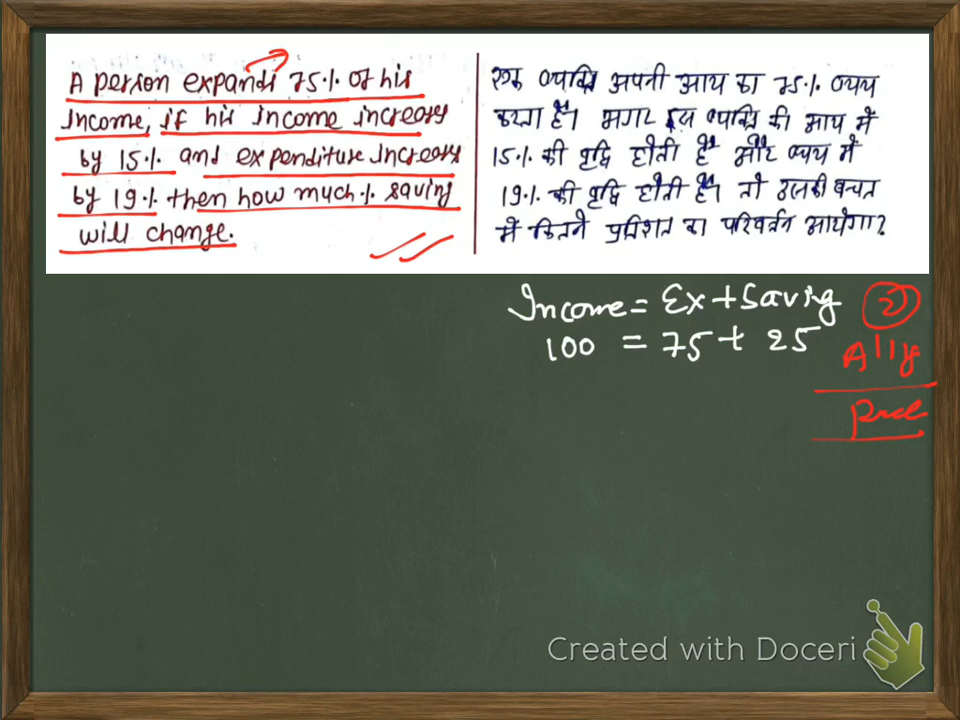 A person expands 75% of his
Income, if his income increases
by 15% and expenditure increases
by 19% then how much % saving
will change.
एक व्यक्ति अपनी आय का 75% व्यय
करता है। अगर इस व्यक्ति की आय में
15% की वृद्धि होती है और व्यय में
19% की वृद्धि होती है। तो उसकी बचत
में कितने प्रतिशत का परिवर्तन आयेगा?
Income = Ex + Saving
100 = 75 + 25
2
Ally
Created with Doceri